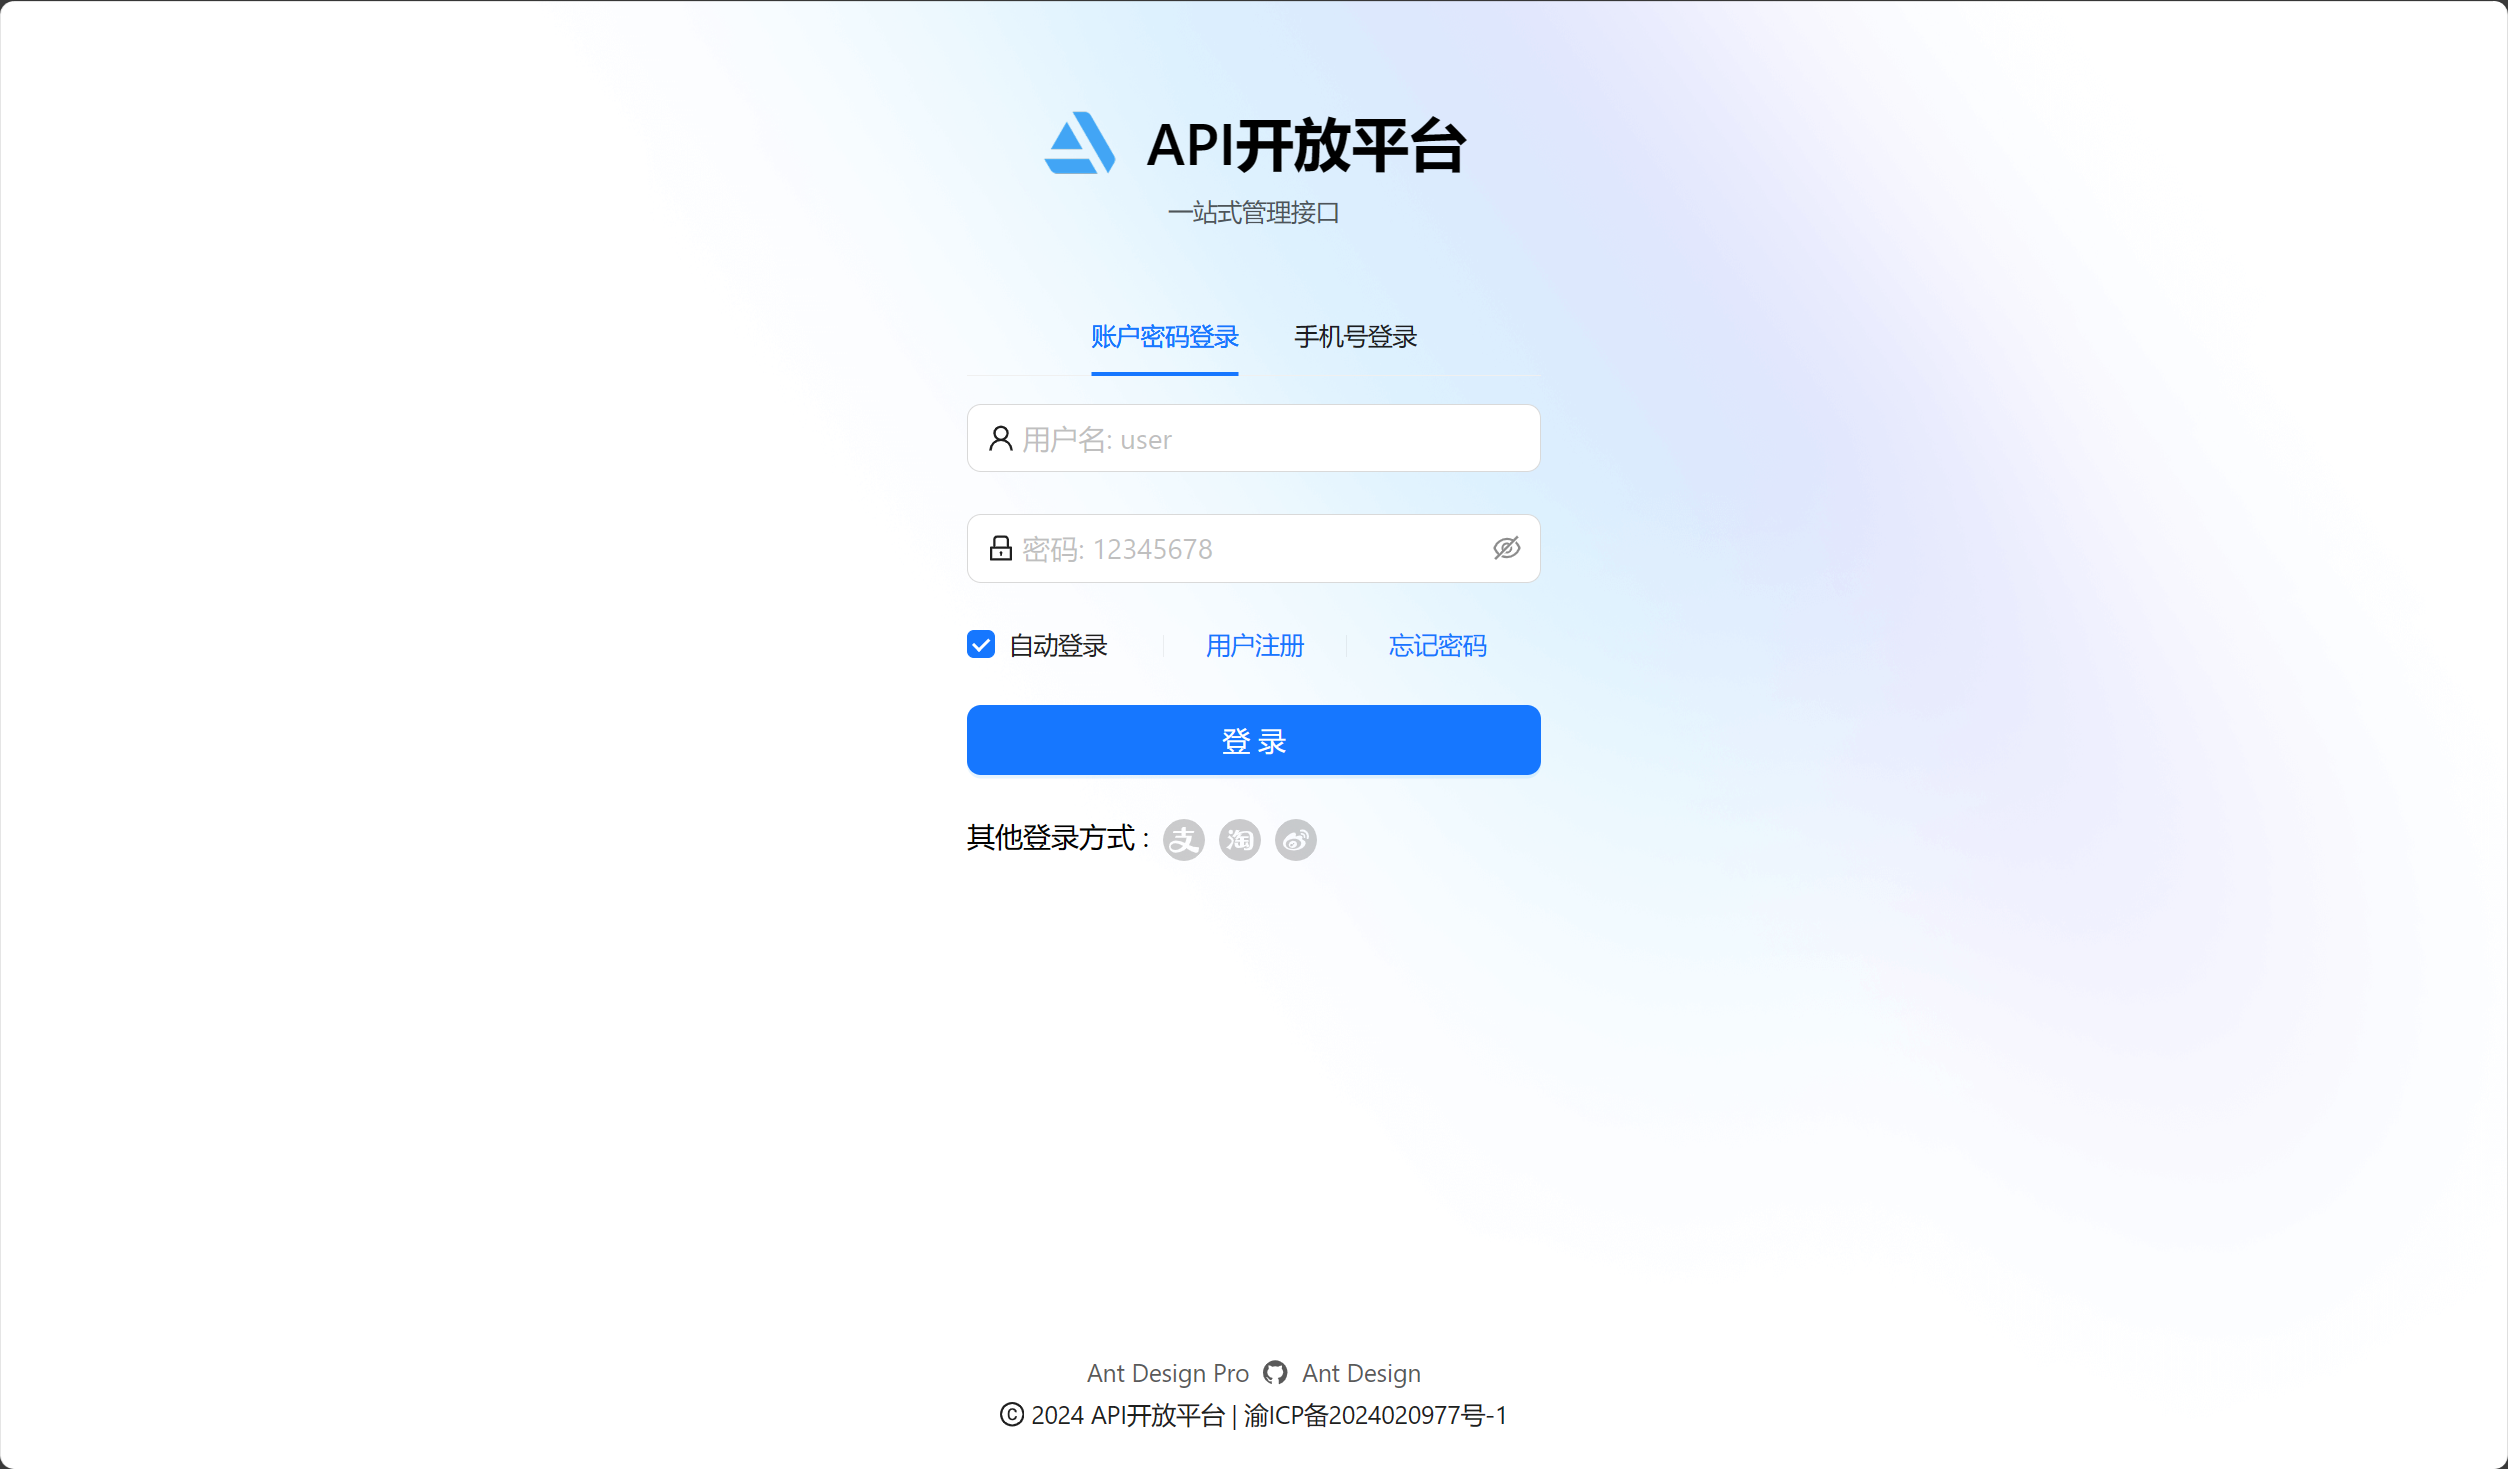 API开放平台
一站式管理接口
账户密码登录 手机号登录
用户名: user
密码: 12345678
自动登录 用户注册 忘记密码
登 录
其他登录方式 : 支 淘
Ant Design Pro Ant Design
© 2024 API开放平台 | 渝ICP备2024020977号-1